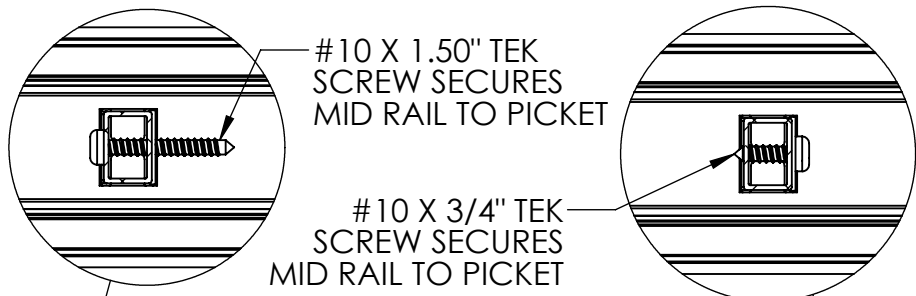 #10 X 1.50" TEK
SCREW SECURES
MID RAIL TO PICKET
#10 X 3/4" TEK
SCREW SECURES
MID RAIL TO PICKET